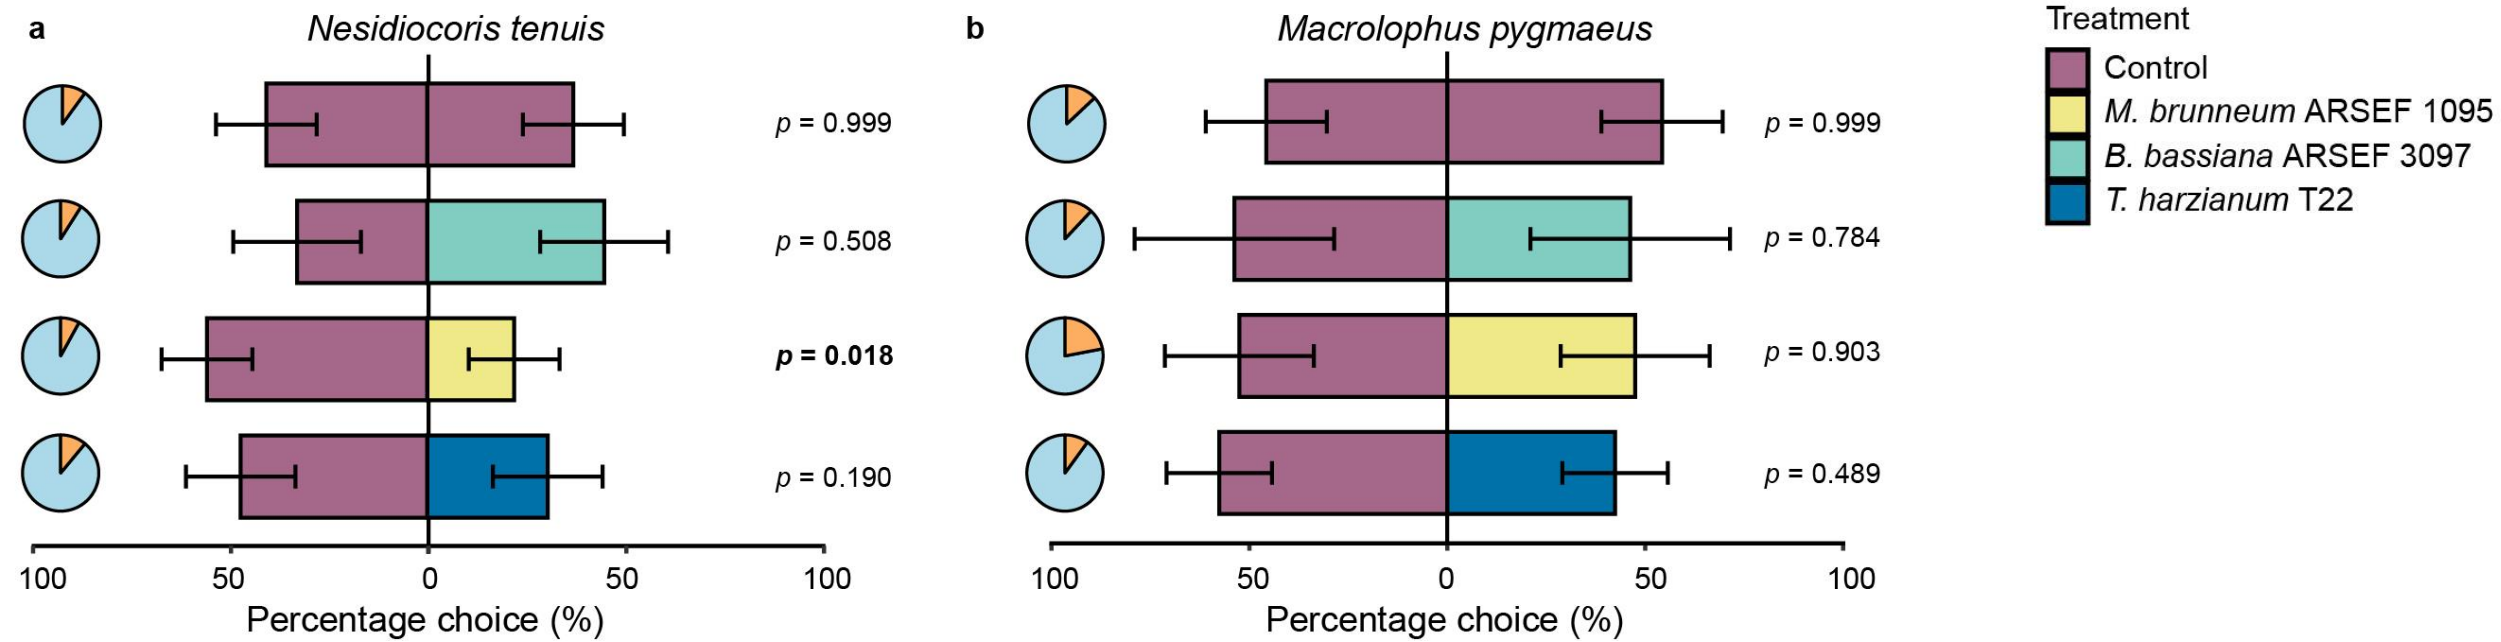 a
Nesidiocoris tenuis
p = 0.999
p = 0.508
p = 0.018
p = 0.190
100 50 0 50 100
Percentage choice (%)
b
Macrolophus pygmaeus
p = 0.999
p = 0.784
p = 0.903
p = 0.489
100 50 0 50 100
Percentage choice (%)
Treatment
Control
M. brunneum ARSEF 1095
B. bassiana ARSEF 3097
T. harzianum T22